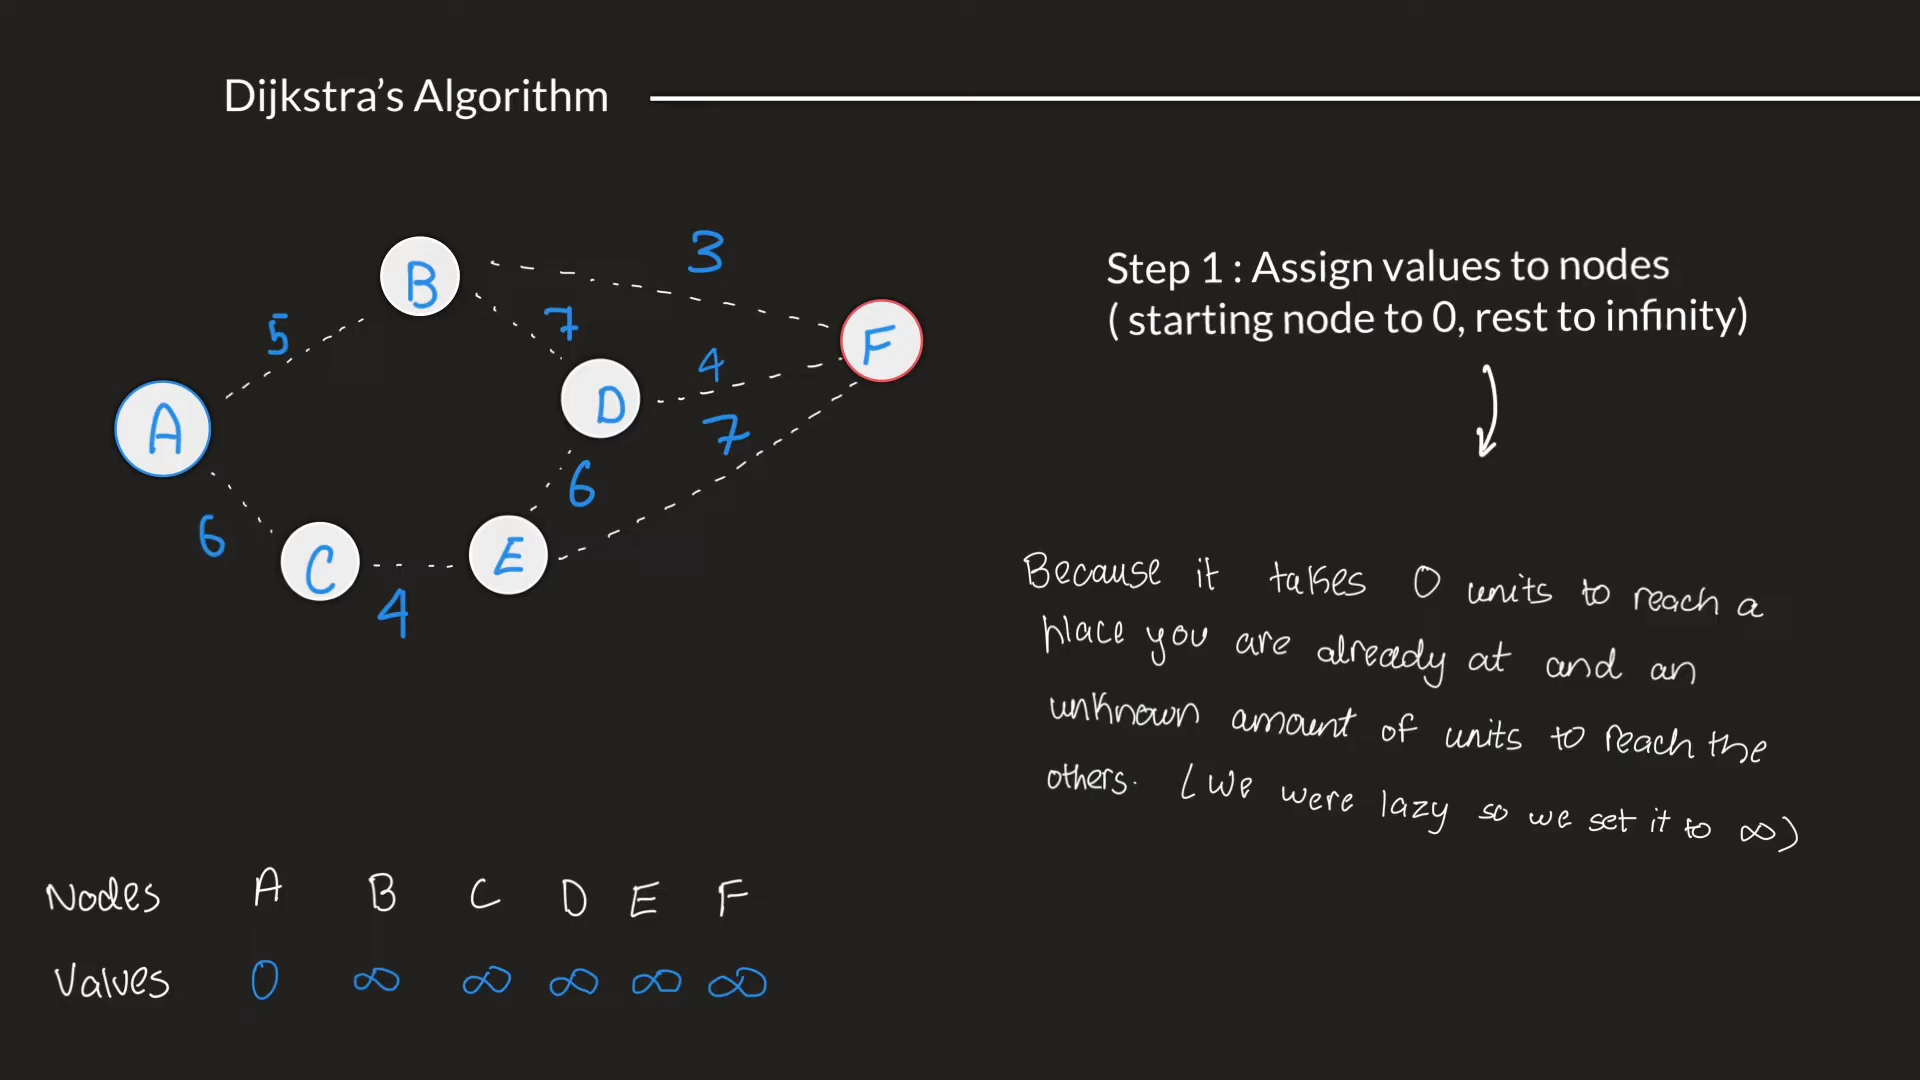 Dijkstra's Algorithm
3
B
7
5
F
4
D
A
7
6
6
C
E
4
Step 1 : Assign values to nodes
( starting node to 0, rest to infinity)
Because it takes 0 units to reach a
place you are already at and an
unknown amount of units to reach the
others. (We were lazy so we set it to ∞)
Nodes A B C D E F
Values 0 ∞ ∞ ∞ ∞ ∞